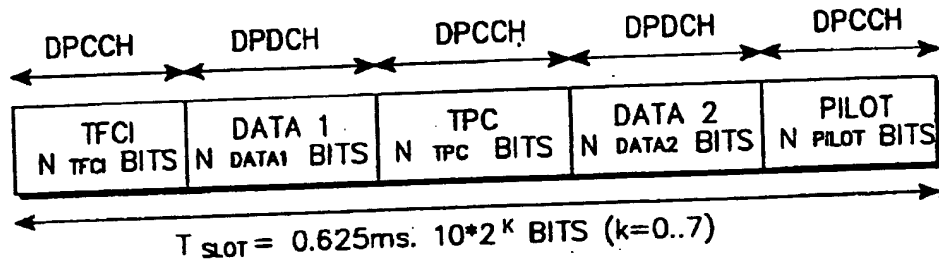 DPCCH DPDCH DPCCH DPDCH DPCCH
TFCI DATA 1 TPC DATA 2 PILOT
N TFCI BITS N DATA1 BITS N TPC BITS N DATA2 BITS N PILOT BITS
T SLOT = 0.625ms. 10*2 K BITS (k=0..7)